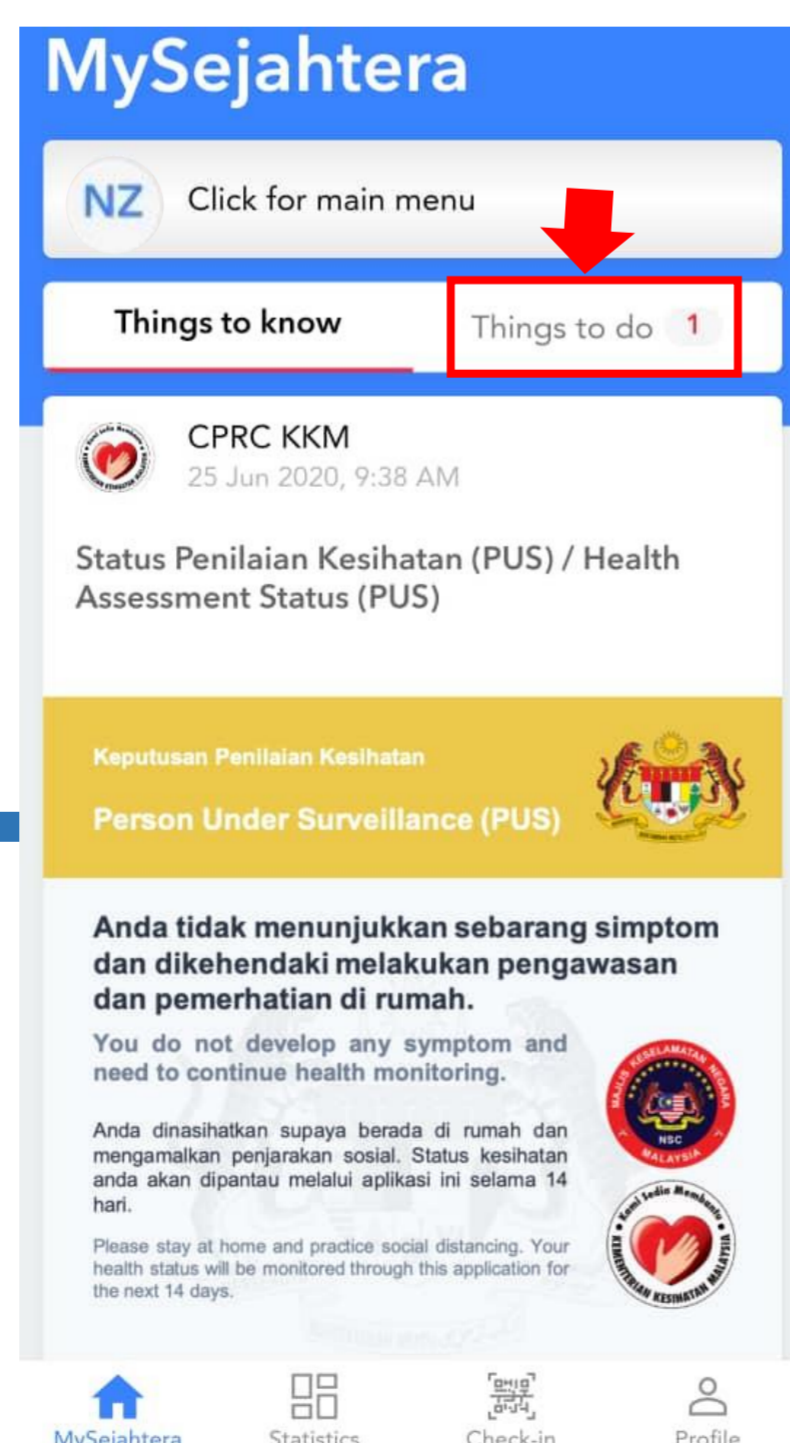 MySejahtera
NZ
Click for main menu
Things to know
Things to do 1
CPRC KKM
25 Jun 2020, 9:38 AM
Status Penilaian Kesihatan (PUS) / Health
Assessment Status (PUS)
Keputusan Penilaian Kesihatan
Person Under Surveillance (PUS)
Anda tidak menunjukkan sebarang simptom
dan dikehendaki melakukan pengawasan
dan pemerhatian di rumah.
You do not develop any symptom and
need to continue health monitoring.
Anda dinasihatkan supaya berada di rumah dan
mengamalkan penjarakan sosial. Status kesihatan
anda akan dipantau melalui aplikasi ini selama 14
hari.
Please stay at home and practice social distancing. Your
health status will be monitored through this application for
the next 14 days.
MAJLIS KESELAMATAN NEGARA
NSC
MALAYSIA
Kami Sedia Membantu
KEMENTERIAN KESIHATAN MALAYSIA
MySejahtera
Statistics
Check-in
Profile